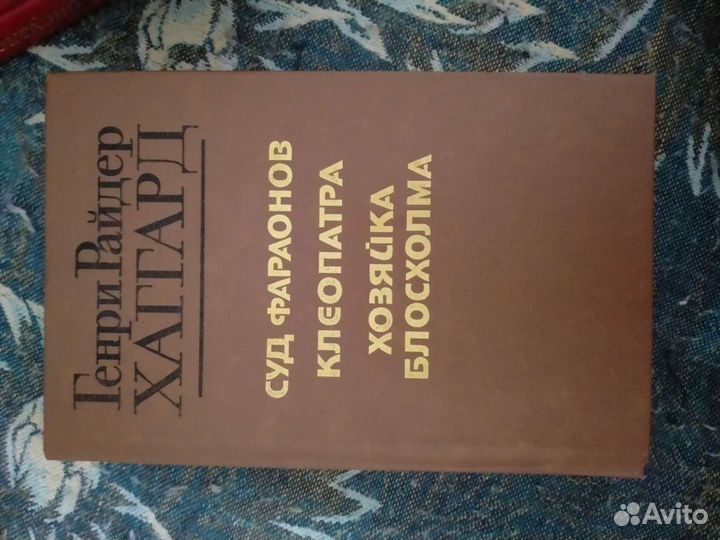 Генри Райдер
ХАГГАРД
СУД ФАРАОНОВ
КЛЕОПАТРА
ХОЗЯЙКА
БЛОСХОЛМА
Avito